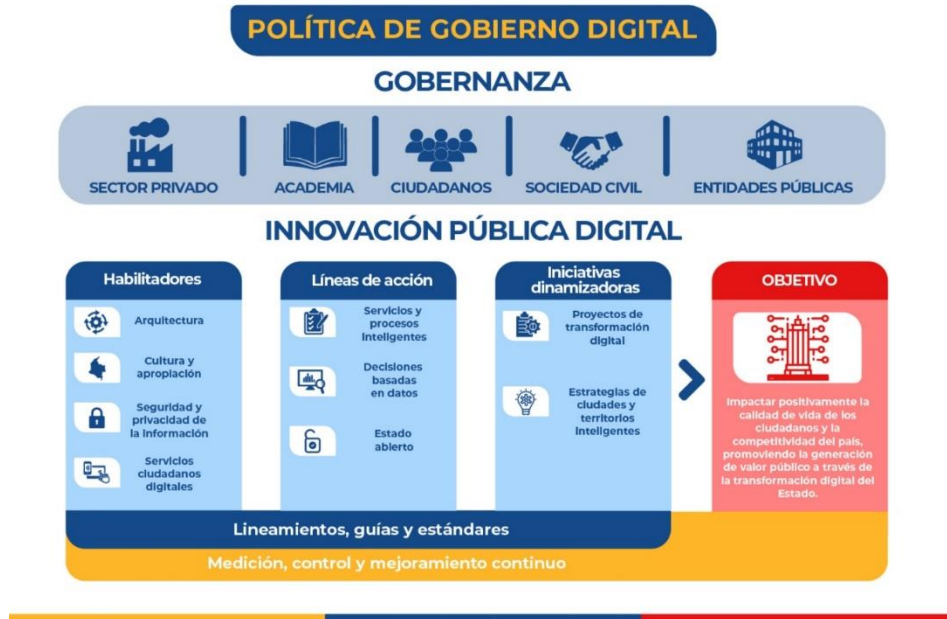 POLÍTICA DE GOBIERNO DIGITAL
GOBERNANZA
SECTOR PRIVADO
ACADEMIA
CIUDADANOS
SOCIEDAD CIVIL
ENTIDADES PÚBLICAS
INNOVACIÓN PÚBLICA DIGITAL
Habilitadores
Arquitectura
Cultura y
apropiación
Seguridad y
privacidad de
la información
Servicios
ciudadanos
digitales
Líneas de acción
Servicios y
procesos
inteligentes
Decisiones
basadas
en datos
Estado
abierto
Iniciativas
dinamizadoras
Proyectos de
transformación
digital
Estrategias de
ciudades y
territorios
inteligentes
OBJETIVO
Impactar positivamente la
calidad de vida de los
ciudadanos y la
competitividad del país,
promoviendo la generación
de valor público a través de
la transformación digital del
Estado.
Lineamientos, guías y estándares
Medición, control y mejoramiento continuo